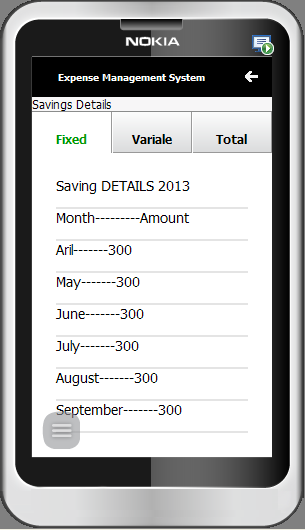 NOKIA
Expense Management System
Savings Details
Fixed
Variale
Total
Saving DETAILS 2013
Month---------Amount
Aril-------300
May-------300
June-------300
July-------300
August-------300
September-------300